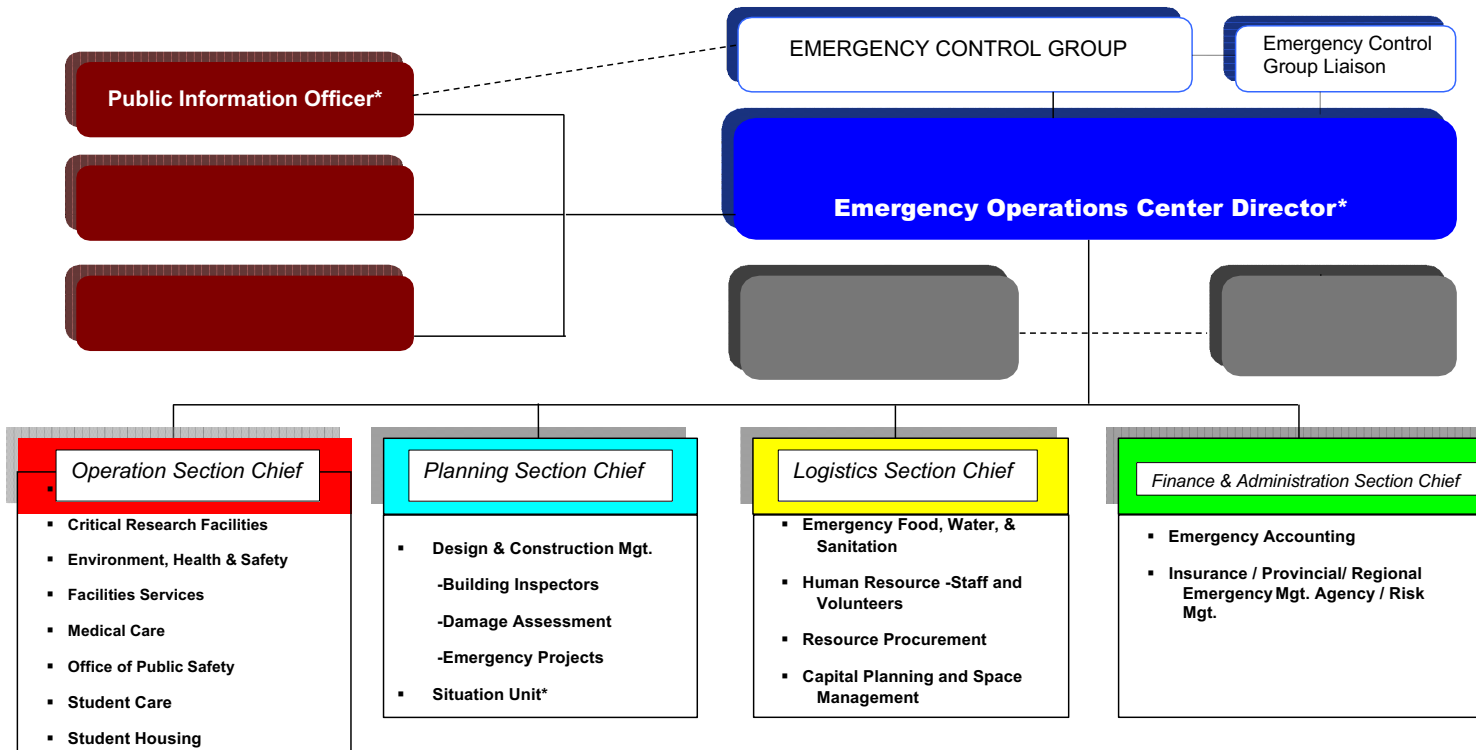 EMERGENCY CONTROL GROUP
Emergency Control
Group Liaison
Public Information Officer*
Emergency Operations Center Director*
Operation Section Chief
▪
▪ Critical Research Facilities
▪ Environment, Health & Safety
▪ Facilities Services
▪ Medical Care
▪ Office of Public Safety
▪ Student Care
▪ Student Housing
Planning Section Chief
▪ Design & Construction Mgt.
-Building Inspectors
-Damage Assessment
-Emergency Projects
▪ Situation Unit*
Logistics Section Chief
▪ Emergency Food, Water, &
Sanitation
▪ Human Resource -Staff and
Volunteers
▪ Resource Procurement
▪ Capital Planning and Space
Management
Finance & Administration Section Chief
▪ Emergency Accounting
▪ Insurance / Provincial/ Regional
Emergency Mgt. Agency / Risk
Mgt.